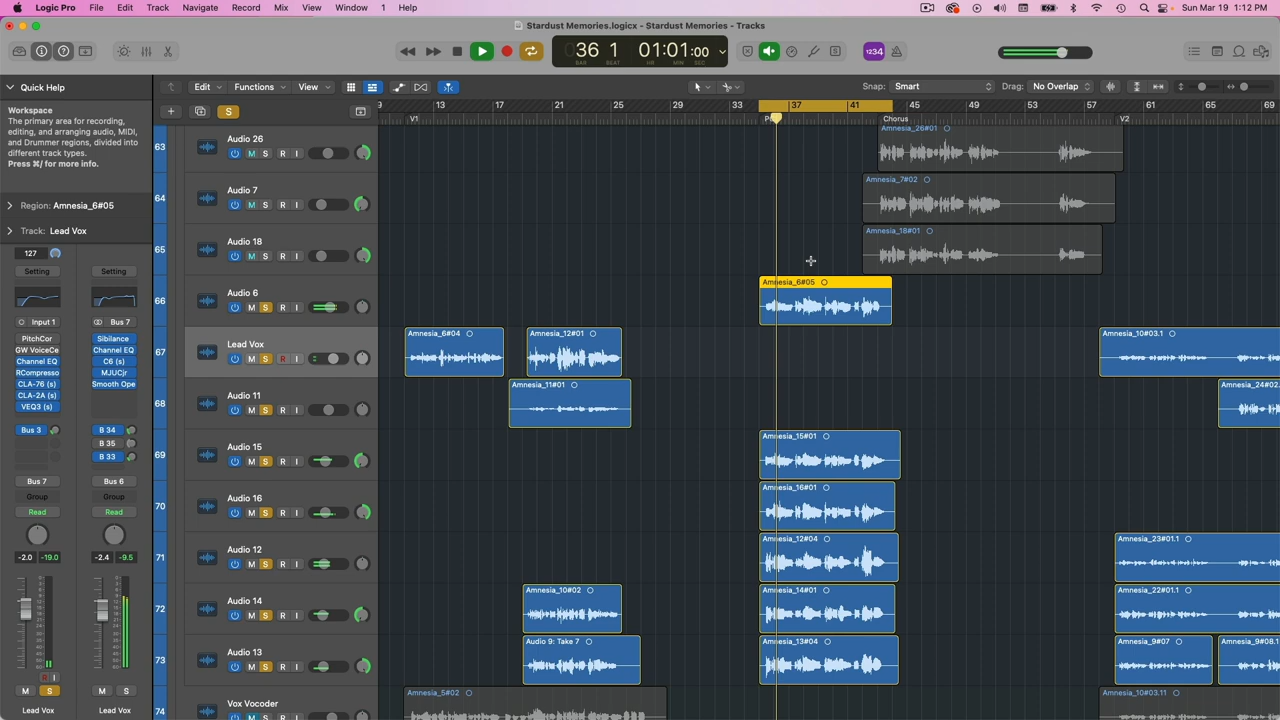 Logic Pro File Edit Track Navigate Record Mix View Window 1 Help Sun Mar 19 1:12 PM
Stardust Memories.logicx - Stardust Memories - Tracks
36 1 01:01:00
BAR BEAT HR MIN SEC
1234
Quick Help
Edit Functions View
Snap: Smart Drag: No Overlap
Workspace
The primary area for recording,
editing, and arranging audio, MIDI,
and Drummer regions, divided into
different track types.
Press ⌘/ for more info.
S
9 13 17 21 25 29 33 37 41 45 49 53 57 61 65 69
V1 Chorus V2
Region: Amnesia_6#05
Track: Lead Vox
127
Setting Setting
Input 1 Bus 7
PitchCor Sibilance
GW VoiceCe Channel EQ
Channel EQ C6 (s)
RCompresso MJUCjr
CLA-76 (s) Smooth Ope
CLA-2A (s)
VEQ3 (s)
Bus 3 B 34
B 35
B 33
Bus 7 Bus 6
Group Group
Read Read
-2.0 -19.0 -2.4 -9.5
R I
M S M S
Lead Vox Lead Vox
63 Audio 26
M S R I
Amnesia_26#01
64 Audio 7
M S R I
Amnesia_7#02
65 Audio 18
M S R I
Amnesia_18#01
66 Audio 6
M S R I
Amnesia_6#05
67 Lead Vox
M S R I
Amnesia_6#04 Amnesia_12#01 Amnesia_10#03.1
68 Audio 11
M S R I
Amnesia_11#01 Amnesia_24#02.
69 Audio 15
M S R I
Amnesia_15#01
70 Audio 16
M S R I
Amnesia_16#01
71 Audio 12
M S R I
Amnesia_12#04 Amnesia_23#01.1
72 Audio 14
M S R I
Amnesia_10#02 Amnesia_14#01 Amnesia_22#01.1
73 Audio 13
M S R I
Audio 9: Take 7 Amnesia_13#04 Amnesia_9#07 Amnesia_9#08.1
74 Vox Vocoder
M S R I
Amnesia_5#02 Amnesia_10#03.11